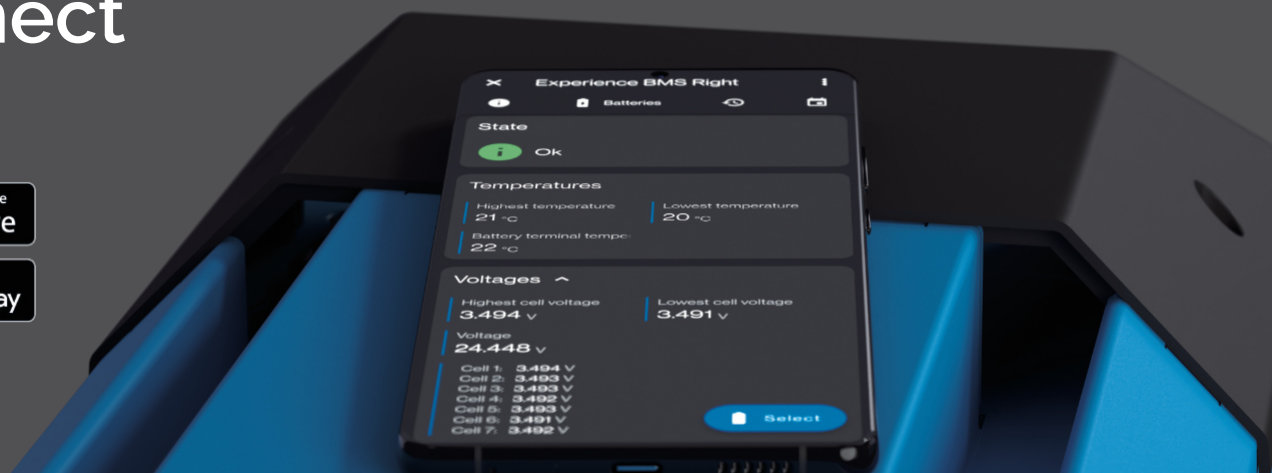 nect
e
re
ay
Experience BMS Right
Batteries
State
Ok
Temperatures
Highest temperature Lowest temperature
21 °C 20 °C
Battery terminal tempe
22 °C
Voltages
Highest cell voltage Lowest cell voltage
3.494 V 3.491 V
Voltage
24.448 V
Cell 1: 3.494 V
Cell 2: 3.493 V
Cell 3: 3.493 V
Cell 4: 3.492 V
Cell 5: 3.493 V
Cell 6: 3.491 V
Cell 7: 3.492 V
Select